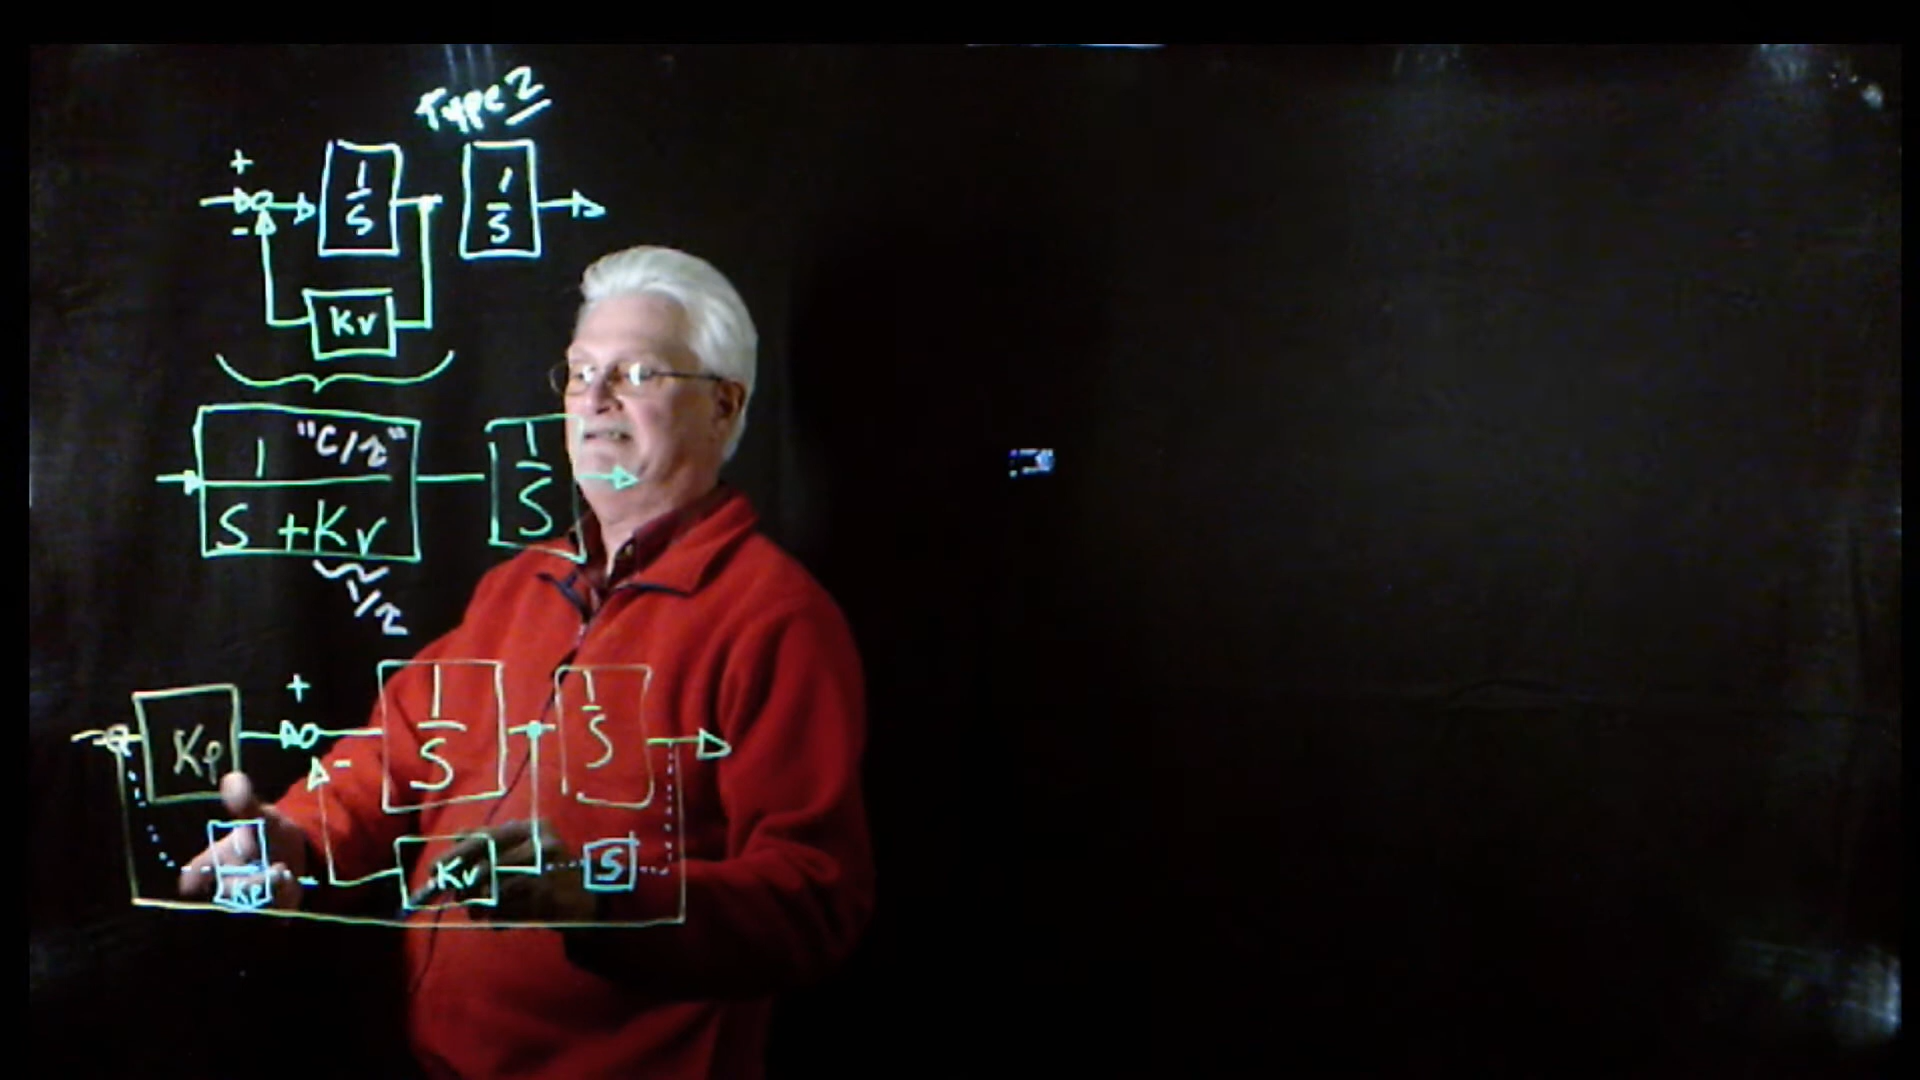 Type 2
+
1/S 1/S
-
Kv
1 "C/τ" 1
S + Kv S
1/τ
+
Kp 1/S 1/S
-
1/Kp - Kv S